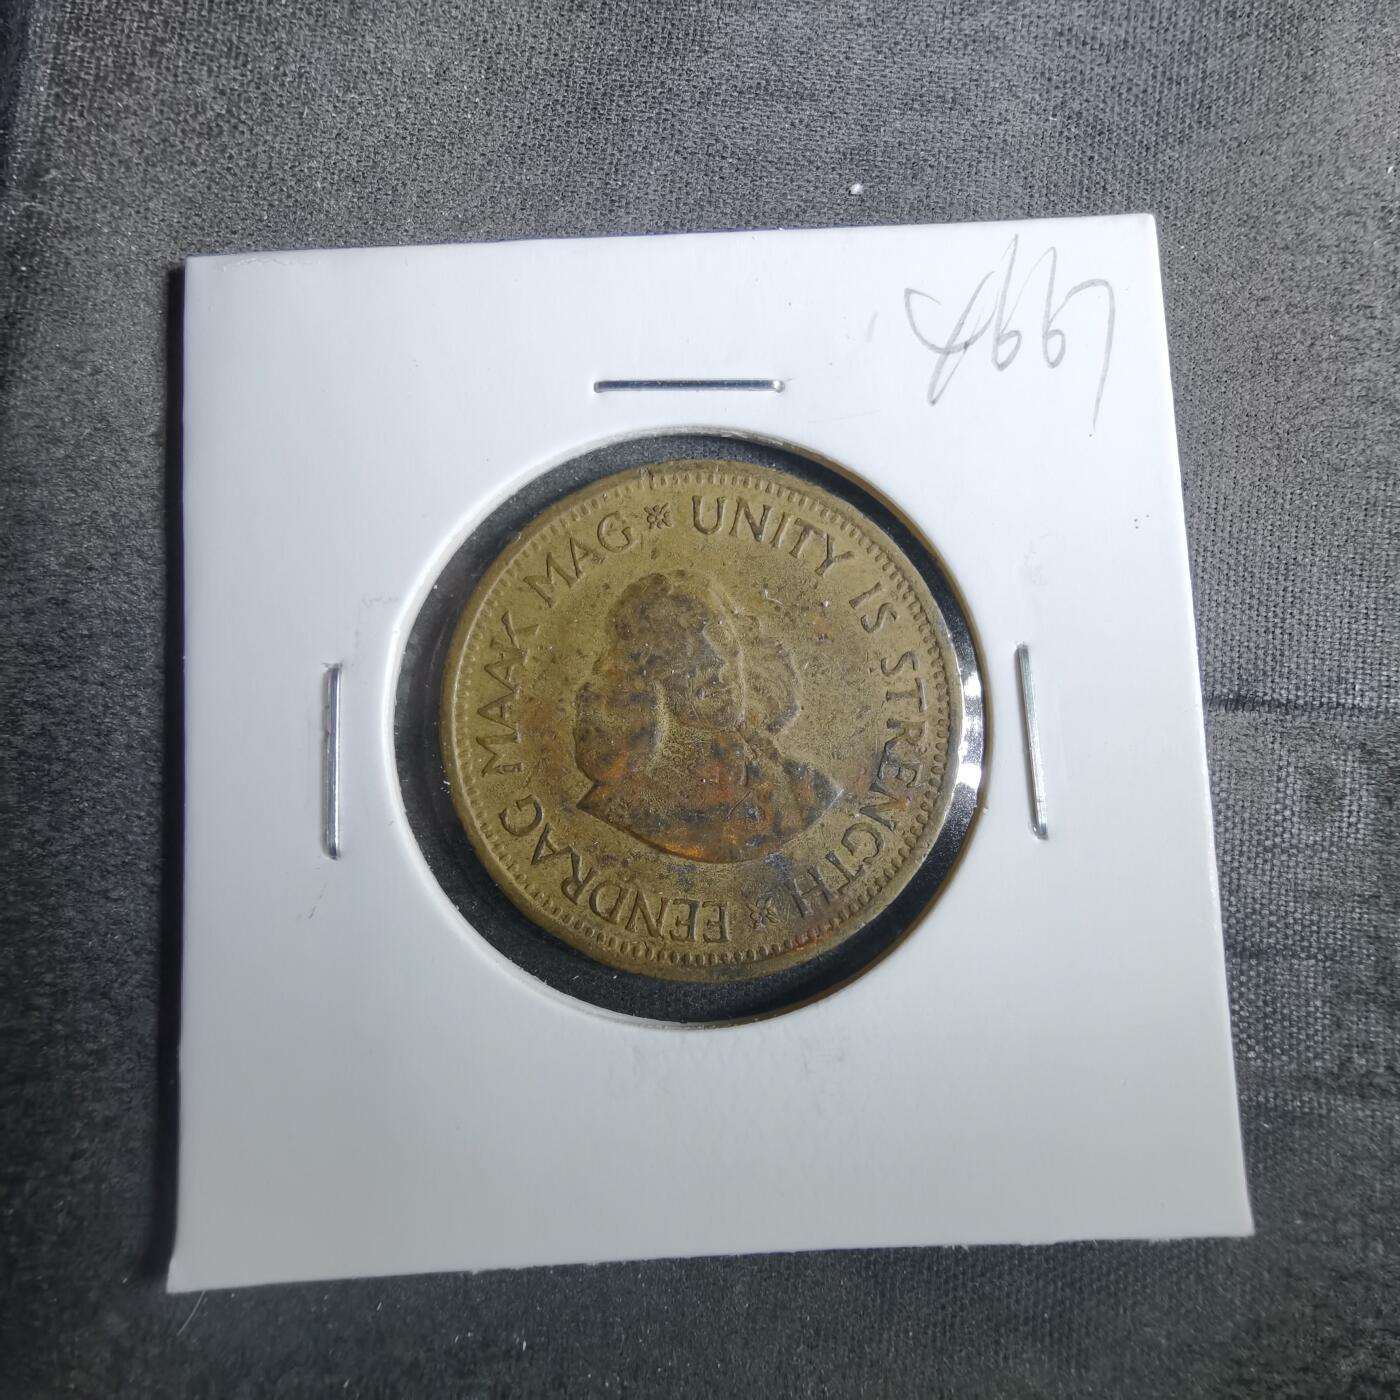 EENDRAG MAAK MAG * UNITY IS STRENGTH *